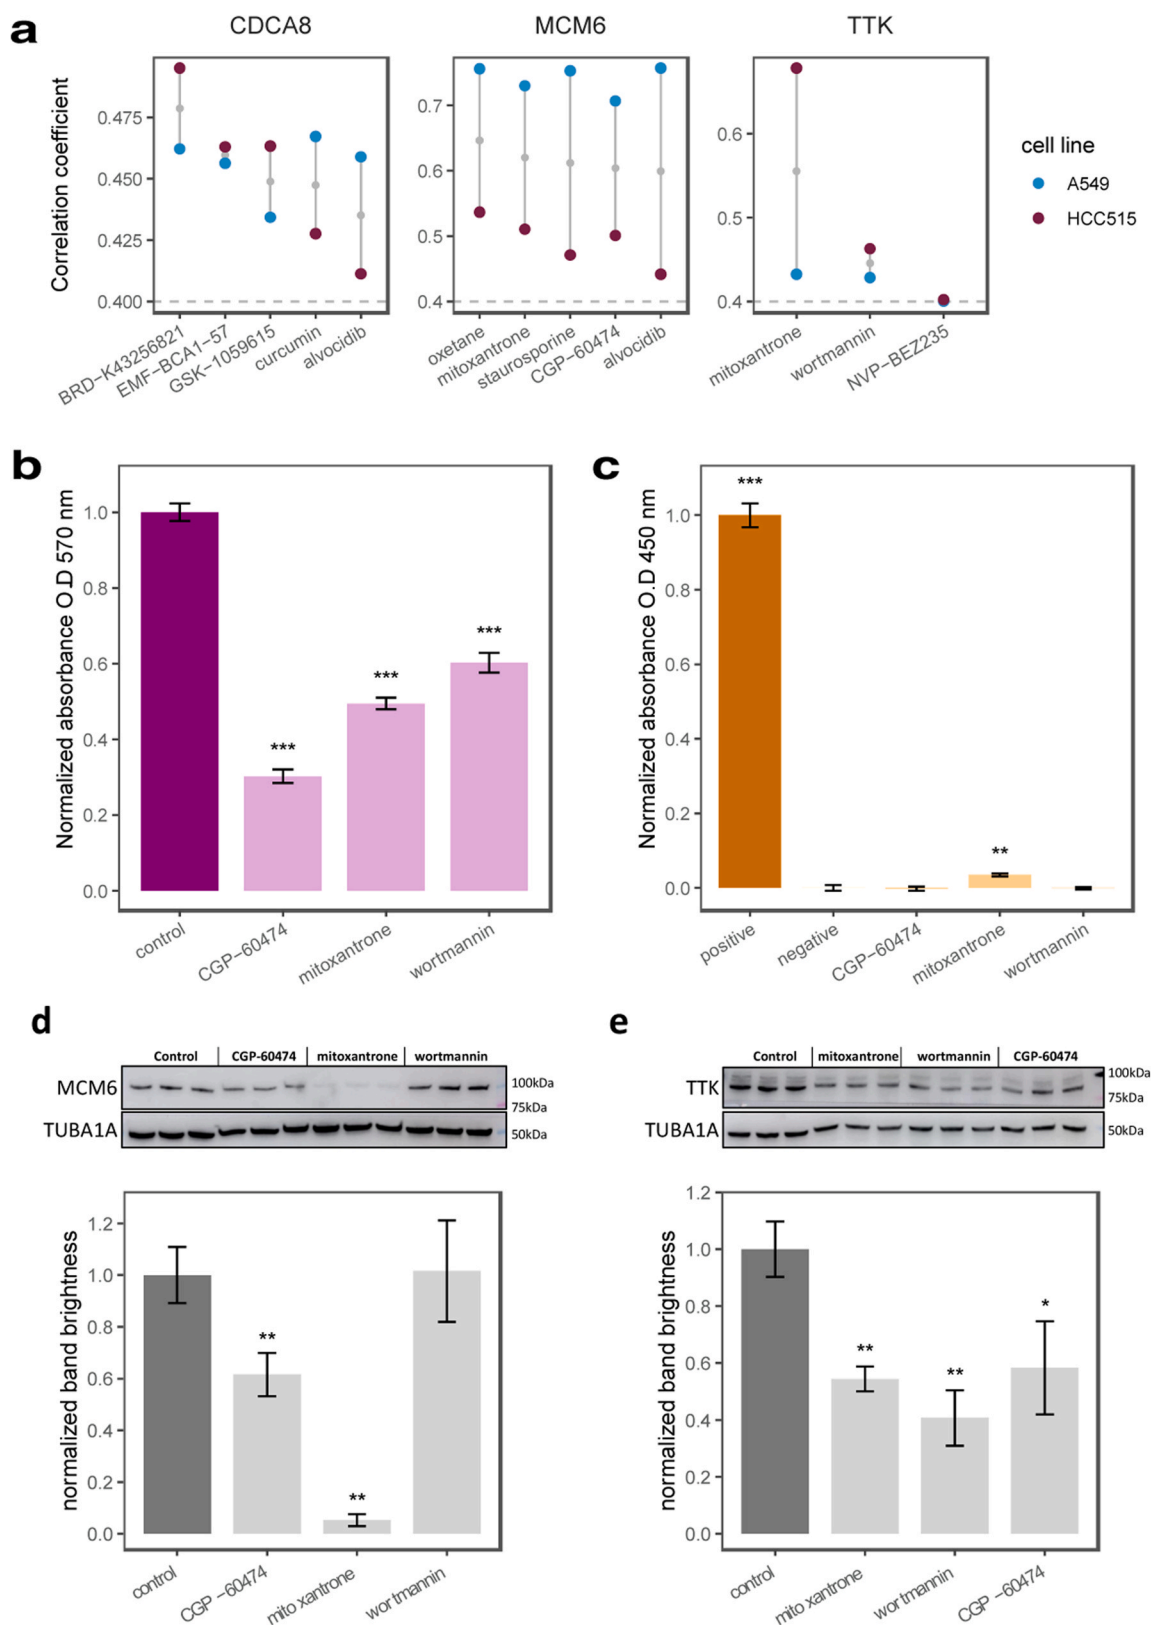 a
CDCA8
MCM6
TTK
Correlation coefficient
0.475
0.450
0.425
0.400
0.7
0.6
0.5
0.4
0.6
0.5
0.4
BRD-K43256821
EMF-BCA1-57
GSK-1059615
curcumin
alvocidib
oxetane
mitoxantrone
staurosporine
CGP-60474
alvocidib
mitoxantrone
wortmannin
NVP-BEZ235
cell line
A549
HCC515
b
Normalized absorbance O.D 570 nm
1.0
0.8
0.6
0.4
0.2
0.0
***
***
***
control
CGP-60474
mitoxantrone
wortmannin
c
Normalized absorbance O.D 450 nm
1.0
0.8
0.6
0.4
0.2
0.0
***
**
positive
negative
CGP-60474
mitoxantrone
wortmannin
d
Control CGP-60474 mitoxantrone wortmannin
MCM6
100kDa
75kDa
TUBA1A
50kDa
normalized band brightness
1.2
1.0
0.8
0.6
0.4
0.2
0.0
**
**
control
CGP -60474
mito xantrone
wor tmannin
e
Control mitoxantrone wortmannin CGP-60474
TTK
100kDa
75kDa
TUBA1A
50kDa
normalized band brightness
1.2
1.0
0.8
0.6
0.4
0.2
0.0
**
**
*
control
mito xantrone
wor tmannin
CGP -60474